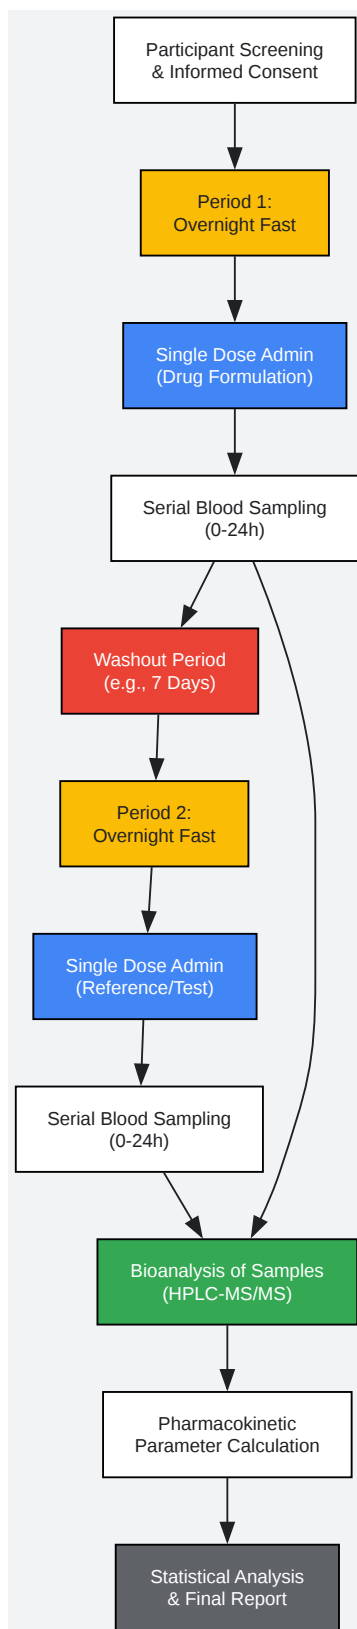 Participant Screening
& Informed Consent
Period 1:
Overnight Fast
Single Dose Admin
(Drug Formulation)
Serial Blood Sampling
(0-24h)
Washout Period
(e.g., 7 Days)
Period 2:
Overnight Fast
Single Dose Admin
(Reference/Test)
Serial Blood Sampling
(0-24h)
Bioanalysis of Samples
(HPLC-MS/MS)
Pharmacokinetic
Parameter Calculation
Statistical Analysis
& Final Report